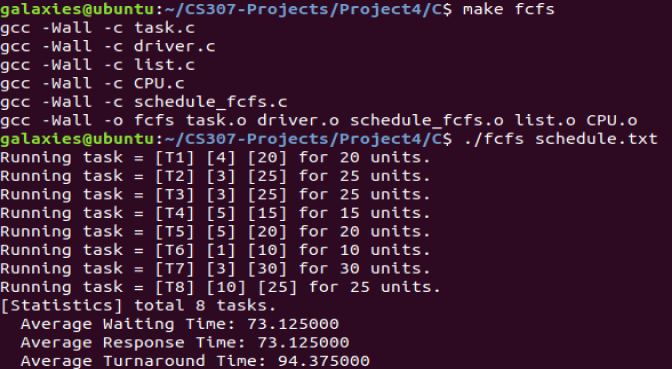 galaxies@ubuntu:~/CS307-Projects/Project4/C$ make fcfs
gcc -Wall -c task.c
gcc -Wall -c driver.c
gcc -Wall -c list.c
gcc -Wall -c CPU.c
gcc -Wall -c schedule_fcfs.c
gcc -Wall -o fcfs task.o driver.o schedule_fcfs.o list.o CPU.o
galaxies@ubuntu:~/CS307-Projects/Project4/C$ ./fcfs schedule.txt
Running task = [T1] [4] [20] for 20 units.
Running task = [T2] [3] [25] for 25 units.
Running task = [T3] [3] [25] for 25 units.
Running task = [T4] [5] [15] for 15 units.
Running task = [T5] [5] [20] for 20 units.
Running task = [T6] [1] [10] for 10 units.
Running task = [T7] [3] [30] for 30 units.
Running task = [T8] [10] [25] for 25 units.
[Statistics] total 8 tasks.
  Average Waiting Time: 73.125000
  Average Response Time: 73.125000
  Average Turnaround Time: 94.375000